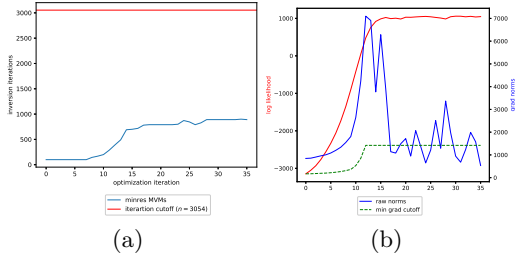 3000
2500
2000
1500
1000
500
0
inversion iterations
0 5 10 15 20 25 30 35
optimization iteration
minres MVMs
iterartion cutoff (n = 3054)
(a)
1000
0
−1000
−2000
−3000
log likelihood
7000
6000
5000
4000
3000
2000
1000
0
grad norms
0 5 10 15 20 25 30 35
raw norms
min grad cutoff
(b)